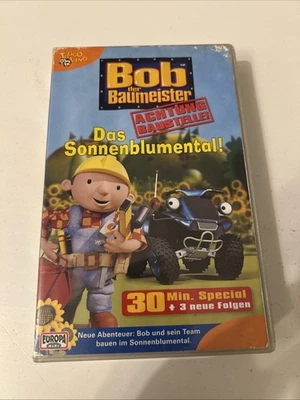 Bob
der
Baumeister
ACHTUNG
BAUSTELLE!
Das
Sonnenblumental!
30 Min. Special
+ 3 neue Folgen
EUROPA
Neue Abenteuer: Bob und sein Team
bauen im Sonnenblumental.